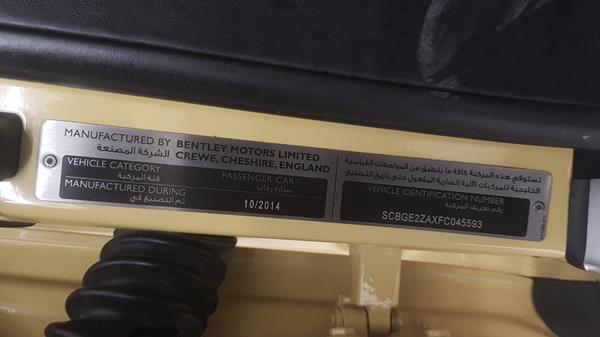 MANUFACTURED BY BENTLEY MOTORS LIMITED
الشركة المصنعة CREWE, CHESHIRE, ENGLAND
VEHICLE CATEGORY PASSENGER CAR
فئة المركبة سيارة ركاب
MANUFACTURED DURING 10/2014
تم التصنيع في
تستوفي هذه المركبة كافة ما ينطبق من المواصفات القياسية
الخليجية للمركبات الآلية السارية المفعول حتى تاريخ التصنيع
VEHICLE IDENTIFICATION NUMBER
رقم تعريف المركبة
SCBGE2ZAXFC045593